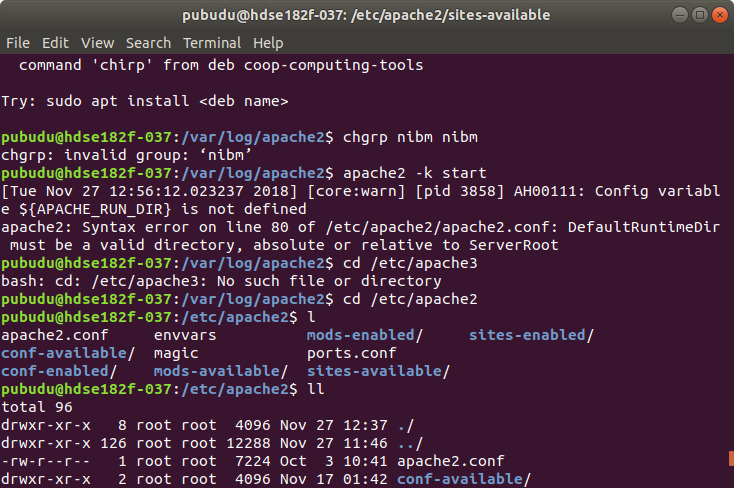 pubudu@hdse182f-037: /etc/apache2/sites-available
File Edit View Search Terminal Help
  command 'chirp' from deb coop-computing-tools
Try: sudo apt install <deb name>
pubudu@hdse182f-037:/var/log/apache2$ chgrp nibm nibm
chgrp: invalid group: ‘nibm’
pubudu@hdse182f-037:/var/log/apache2$ apache2 -k start
[Tue Nov 27 12:56:12.023237 2018] [core:warn] [pid 3858] AH00111: Config variabl
e ${APACHE_RUN_DIR} is not defined
apache2: Syntax error on line 80 of /etc/apache2/apache2.conf: DefaultRuntimeDir
 must be a valid directory, absolute or relative to ServerRoot
pubudu@hdse182f-037:/var/log/apache2$ cd /etc/apache3
bash: cd: /etc/apache3: No such file or directory
pubudu@hdse182f-037:/var/log/apache2$ cd /etc/apache2
pubudu@hdse182f-037:/etc/apache2$ l
apache2.conf     envvars          mods-enabled/     sites-enabled/
conf-available/  magic            ports.conf
conf-enabled/    mods-available/  sites-available/
pubudu@hdse182f-037:/etc/apache2$ ll
total 96
drwxr-xr-x   8 root root  4096 Nov 27 12:37 ./
drwxr-xr-x 126 root root 12288 Nov 27 11:46 ../
-rw-r--r--   1 root root  7224 Oct  3 10:41 apache2.conf
drwxr-xr-x   2 root root  4096 Nov 17 01:42 conf-available/